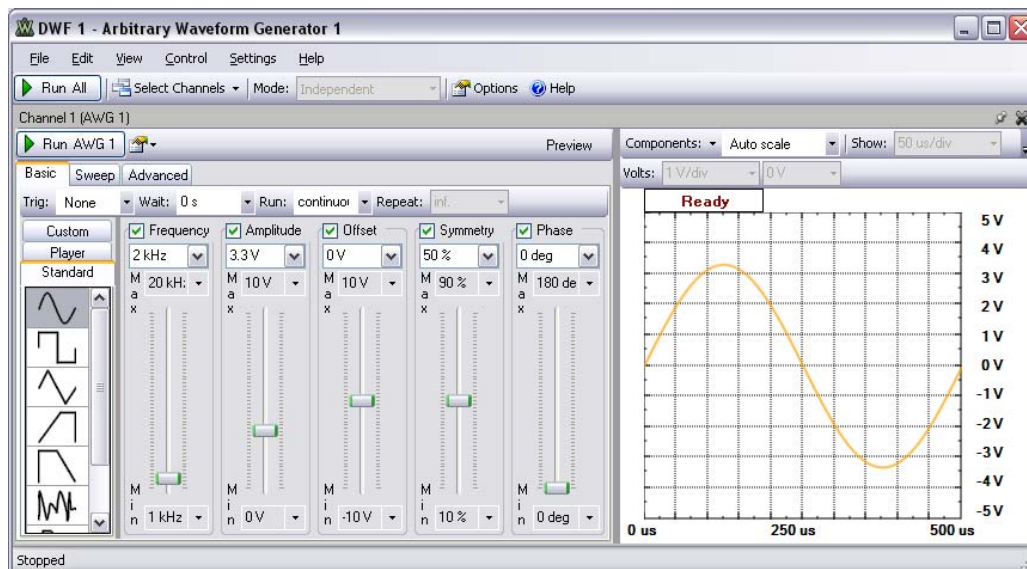 DWF 1 - Arbitrary Waveform Generator 1
File Edit View Control Settings Help
Run All Select Channels Mode: Independent Options Help
Channel 1 (AWG 1)
Run AWG 1 Preview
Components: Auto scale Show: 50 us/div
Basic Sweep Advanced
Volts: 1 V/div 0 V
Trig: None Wait: 0 s Run: continuou Repeat: inf.
Ready
Custom
Player
Standard
Frequency Amplitude Offset Symmetry Phase
2 kHz 3.3 V 0 V 50 % 0 deg
Max 20 kH: Max 10 V Max 10 V Max 90 % Max 180 de
Min 1 kHz Min 0 V Min -10 V Min 10 % Min 0 deg
5 V
4 V
3 V
2 V
1 V
0 V
-1 V
-2 V
-3 V
-4 V
-5 V
0 us 250 us 500 us
Stopped